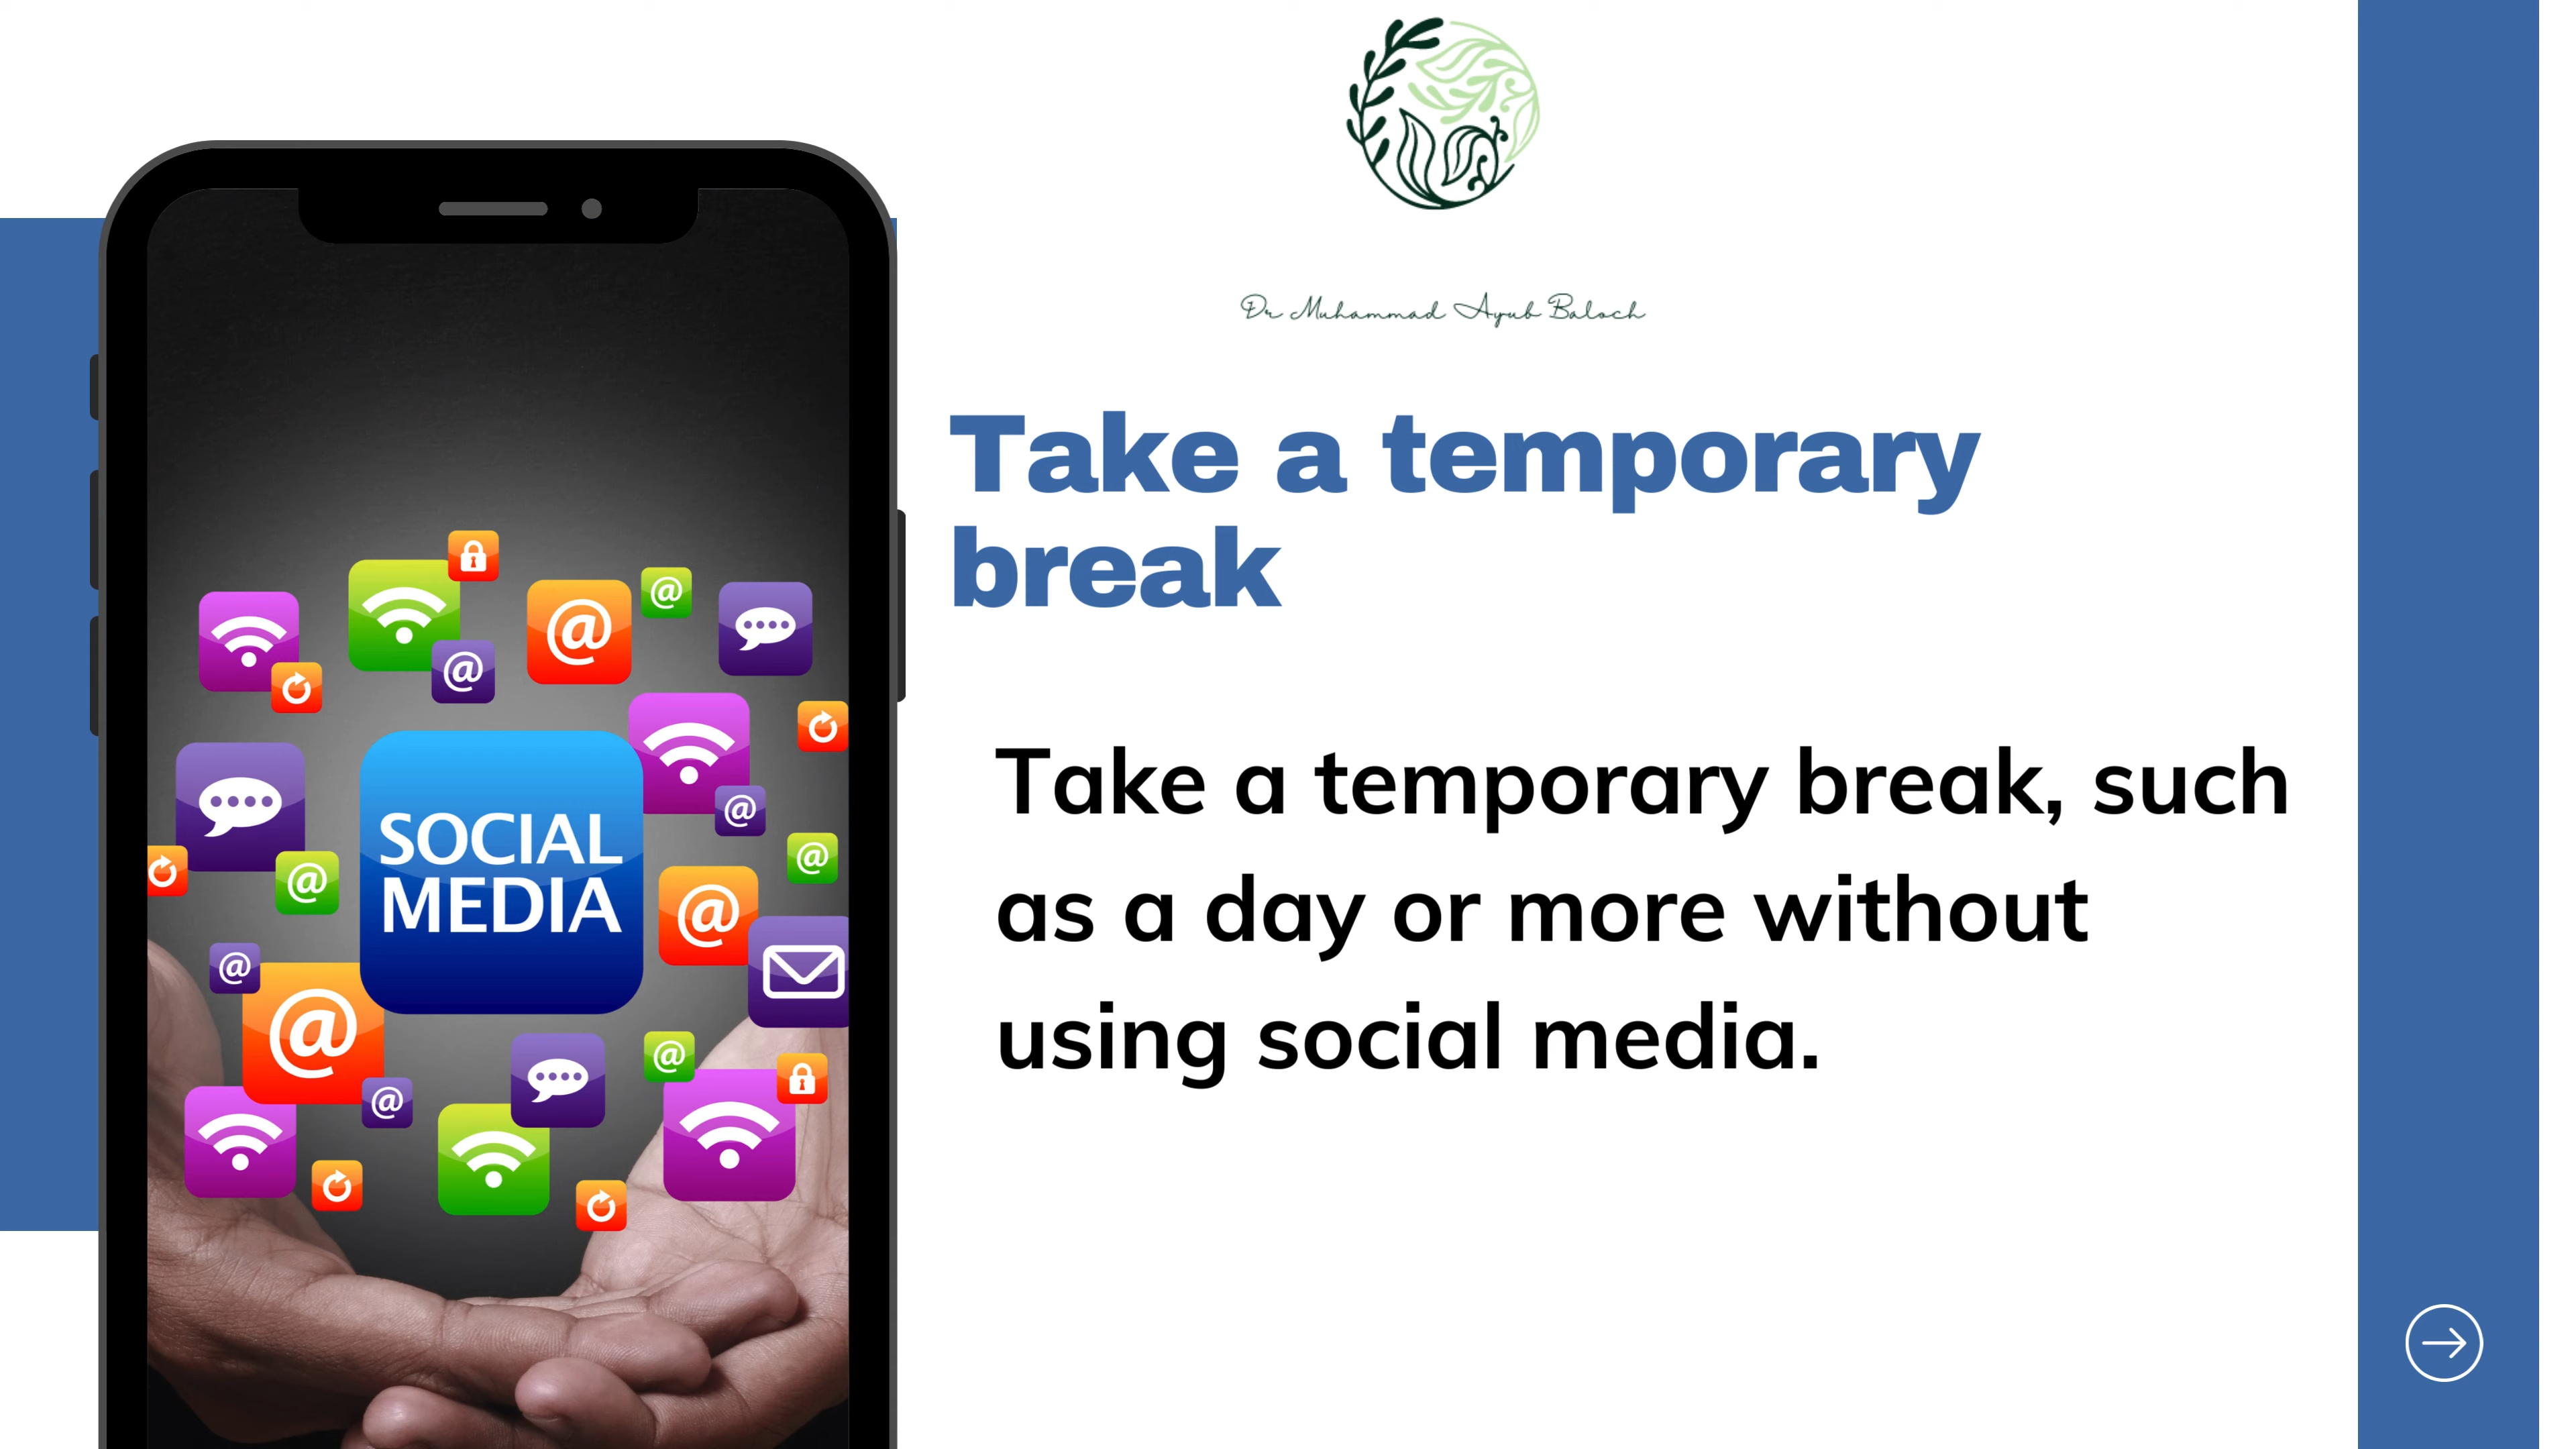 Dr Muhammad Ayub Baloch
Take a temporary
break
Take a temporary break, such
as a day or more without
using social media.
SOCIAL
MEDIA